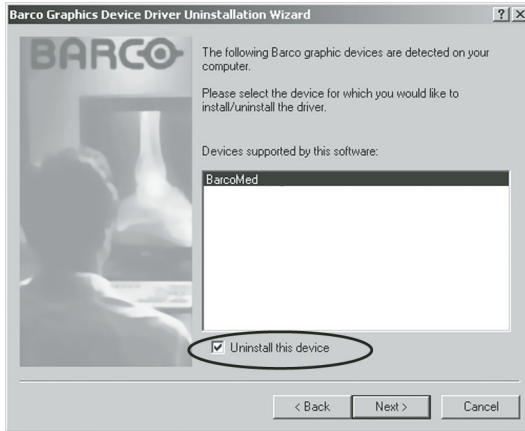 Barco Graphics Device Driver Uninstallation Wizard
BARCO
The following Barco graphic devices are detected on your
computer.
Please select the device for which you would like to
install/uninstall the driver.
Devices supported by this software:
BarcoMed
Uninstall this device
< Back
Next >
Cancel